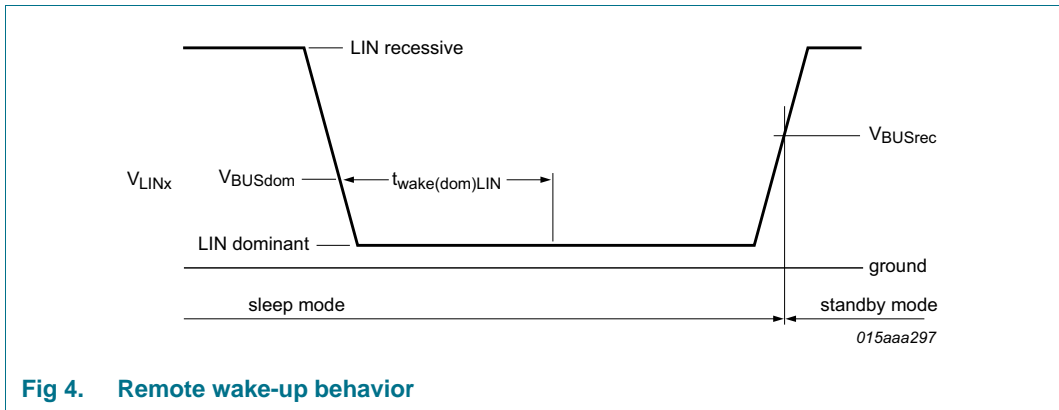 LIN recessive
V_BUSrec
V_LINx
V_BUSdom
t_wake(dom)LIN
LIN dominant
ground
sleep mode
standby mode
015aaa297
Fig 4. Remote wake-up behavior